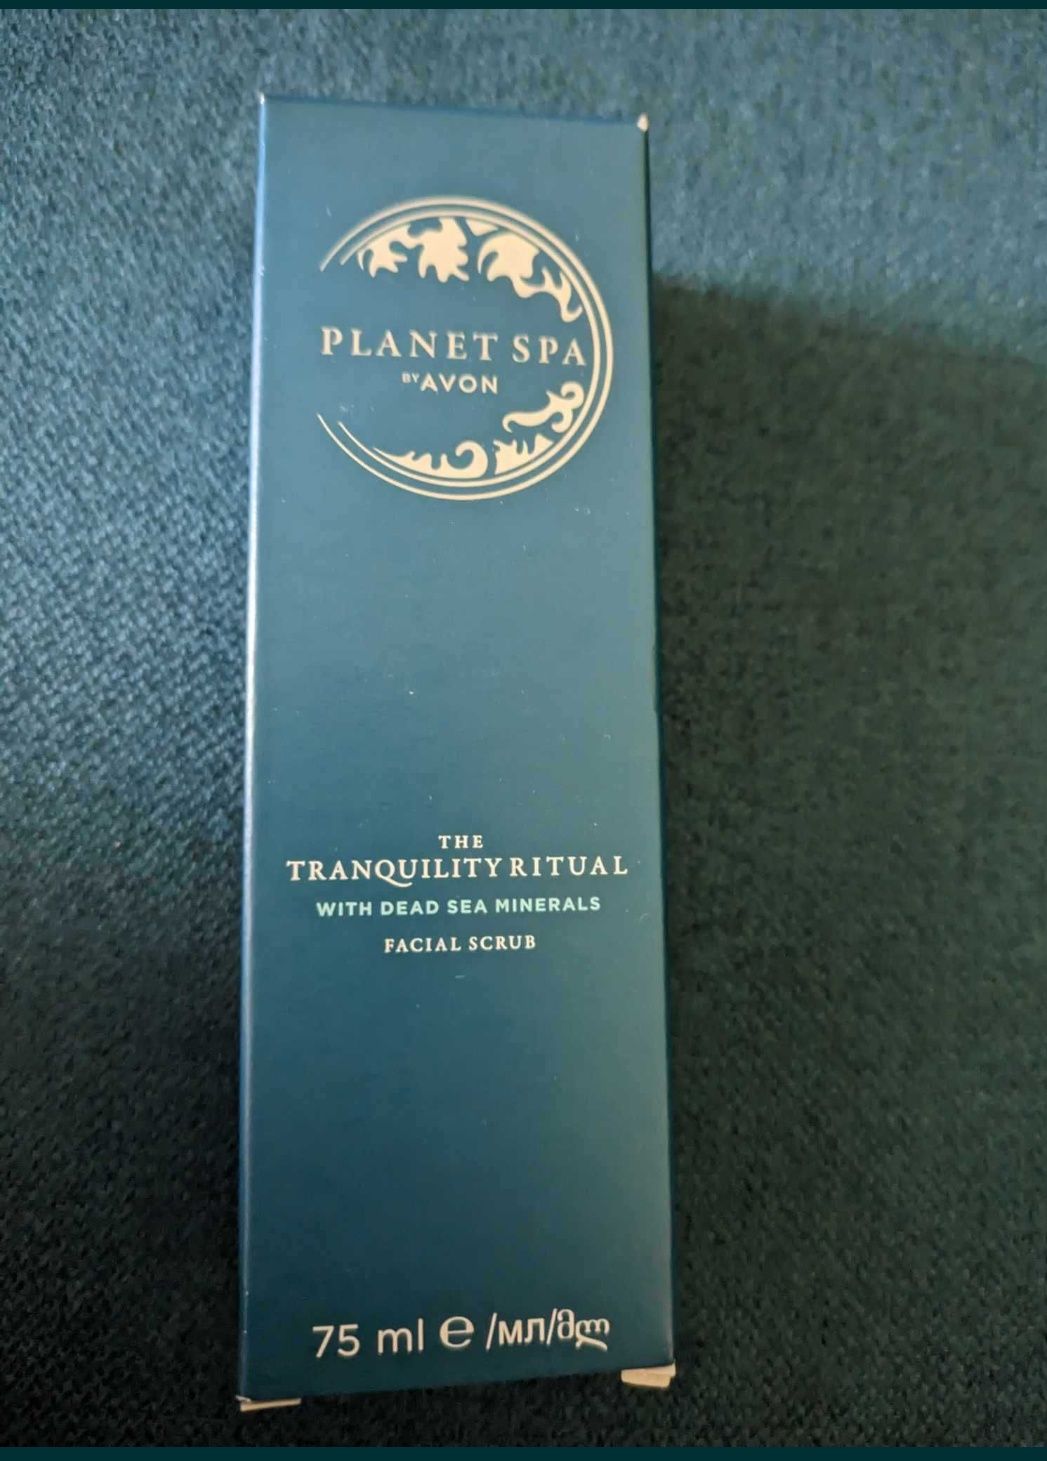 PLANET SPA
BY AVON
THE
TRANQUILITY RITUAL
WITH DEAD SEA MINERALS
FACIAL SCRUB
75 ml ℮ /мл/მლ